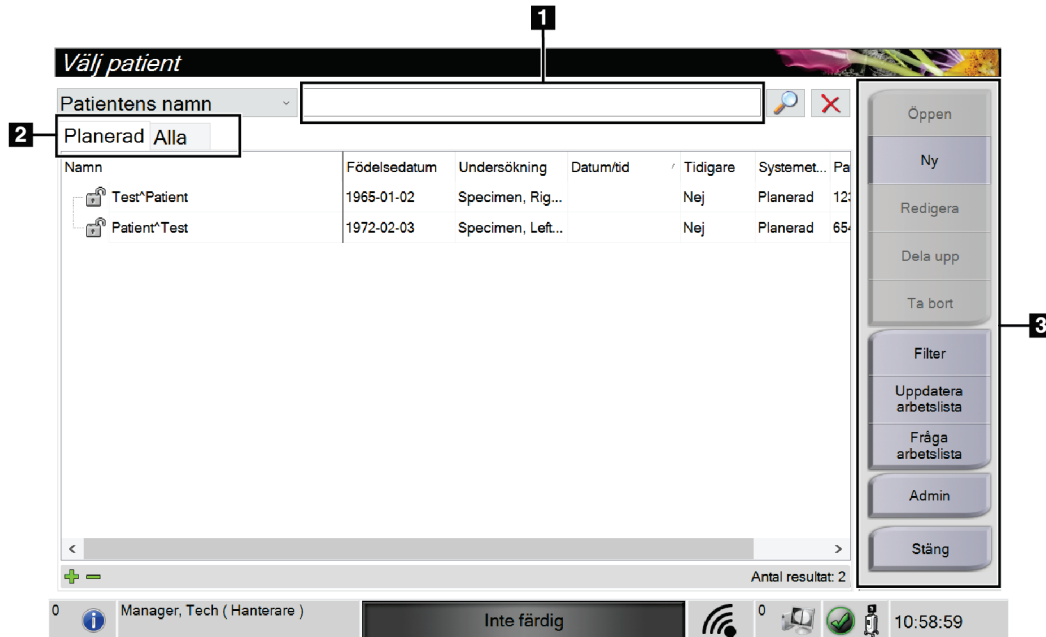 1
Välj patient
Patientens namn
2
Planerad Alla
Namn Födelsedatum Undersökning Datum/tid Tidigare Systemet... Pa
Test^Patient 1965-01-02 Specimen, Rig... Nej Planerad 123
Patient^Test 1972-02-03 Specimen, Left... Nej Planerad 654
Öppen
Ny
Redigera
Dela upp
Ta bort
3
Filter
Uppdatera
arbetslista
Fråga
arbetslista
Admin
Stäng
Antal resultat: 2
0 Manager, Tech ( Hanterare ) Inte färdig 0 10:58:59